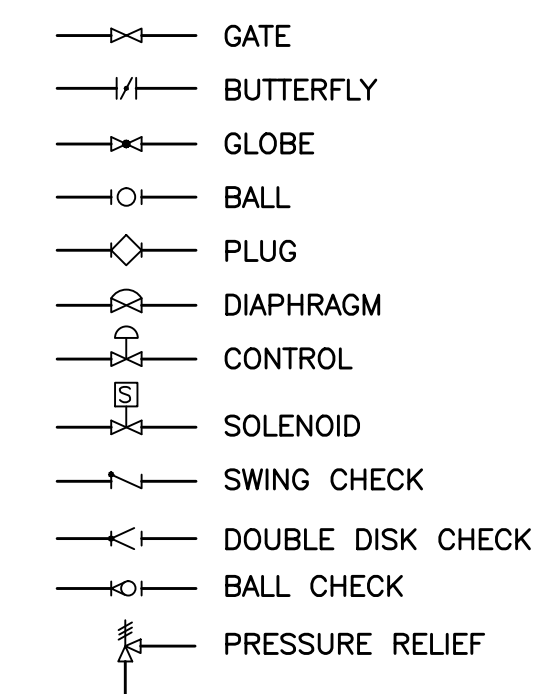 GATE
BUTTERFLY
GLOBE
BALL
PLUG
DIAPHRAGM
CONTROL
S
SOLENOID
SWING CHECK
DOUBLE DISK CHECK
BALL CHECK
PRESSURE RELIEF